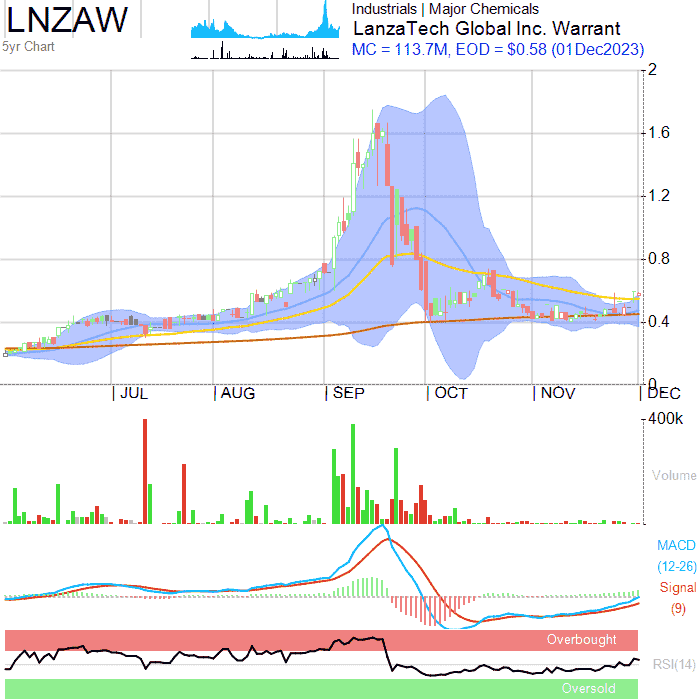 LNZAW
5yr Chart
Industrials | Major Chemicals
LanzaTech Global Inc. Warrant
MC = 113.7M, EOD = $0.58 (01Dec2023)
2
1.6
1.2
0.8
0.4
0
JUL AUG SEP OCT NOV DEC
400k
Volume
MACD
(12-26)
Signal
(9)
Overbought
RSI(14)
Oversold